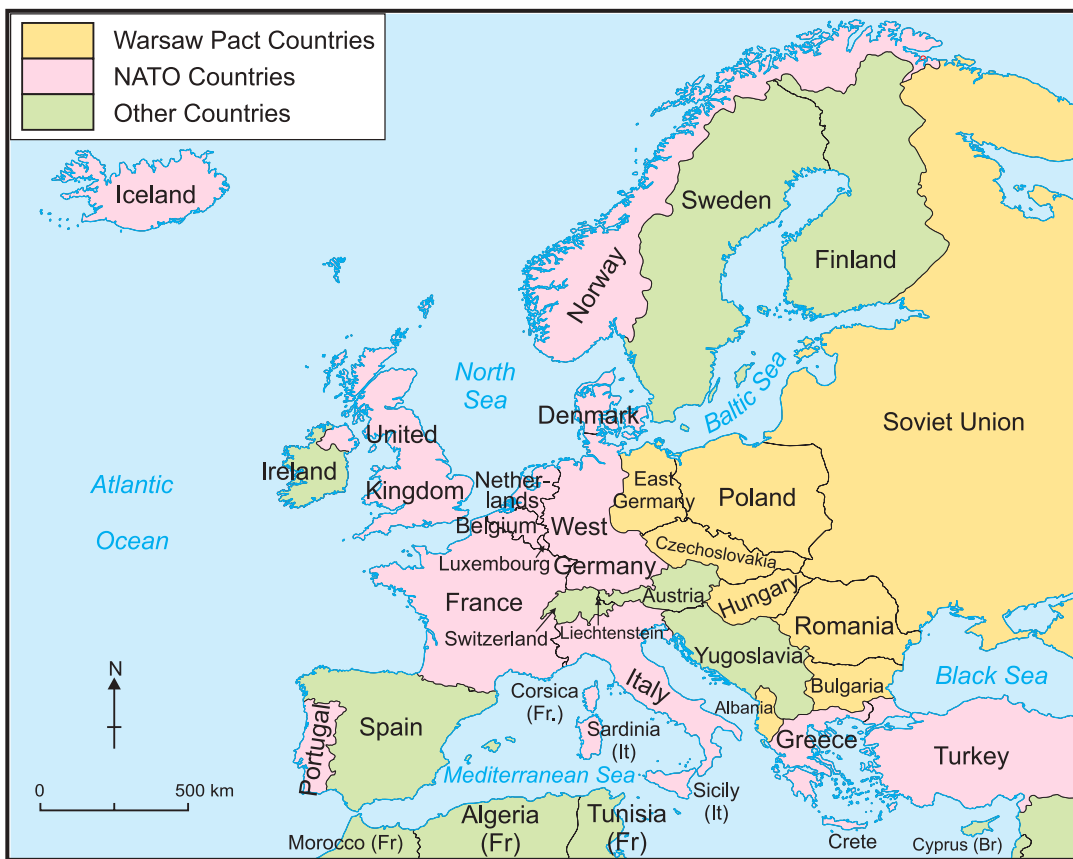 Warsaw Pact Countries
NATO Countries
Other Countries
Iceland
Sweden
Finland
Norway
North
Sea
Baltic Sea
Denmark
Soviet Union
United
Kingdom
Ireland
Atlantic
Ocean
Nether-
lands
Belgium
Luxembourg
West
Germany
East
Germany
Poland
Czechoslovakia
France
Switzerland
Liechtenstein
Austria
Hungary
Romania
Yugoslavia
Bulgaria
Black Sea
Albania
Italy
Corsica
(Fr.)
Sardinia
(It)
N
Portugal
Spain
Greece
Turkey
Mediterranean Sea
Sicily
(It)
0 500 km
Morocco (Fr)
Algeria
(Fr)
Tunisia
(Fr)
Crete
Cyprus (Br)